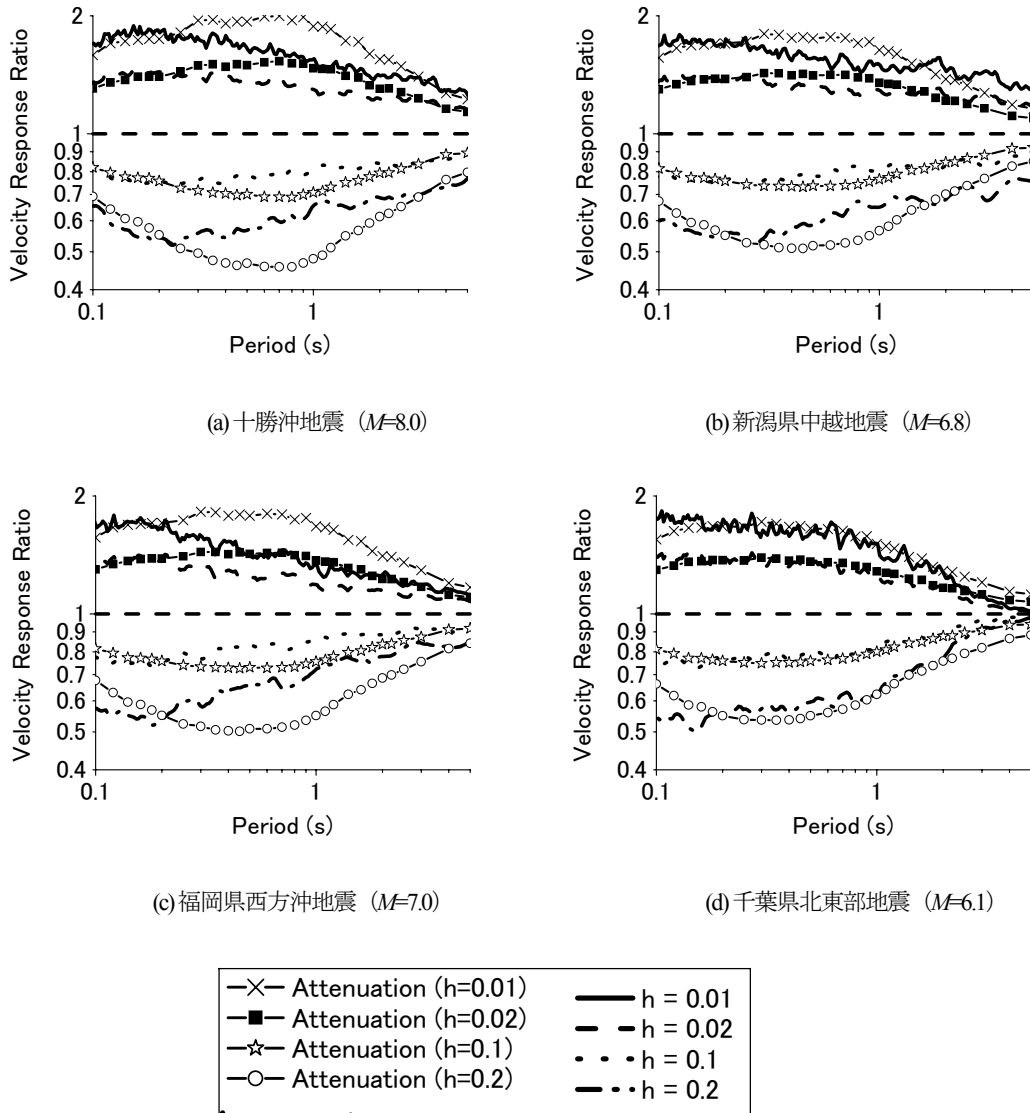 2
1
0.9
0.8
0.7
0.6
0.5
0.4
0.1
1
Velocity Response Ratio
Period (s)
(a) 十勝沖地震（M=8.0）
2
1
0.9
0.8
0.7
0.6
0.5
0.4
0.1
1
Velocity Response Ratio
Period (s)
(b) 新潟県中越地震（M=6.8）
2
1
0.9
0.8
0.7
0.6
0.5
0.4
0.1
1
Velocity Response Ratio
Period (s)
(c) 福岡県西方沖地震（M=7.0）
2
1
0.9
0.8
0.7
0.6
0.5
0.4
0.1
1
Velocity Response Ratio
Period (s)
(d) 千葉県北東部地震（M=6.1）
Attenuation (h=0.01)
Attenuation (h=0.02)
Attenuation (h=0.1)
Attenuation (h=0.2)
h = 0.01
h = 0.02
h = 0.1
h = 0.2